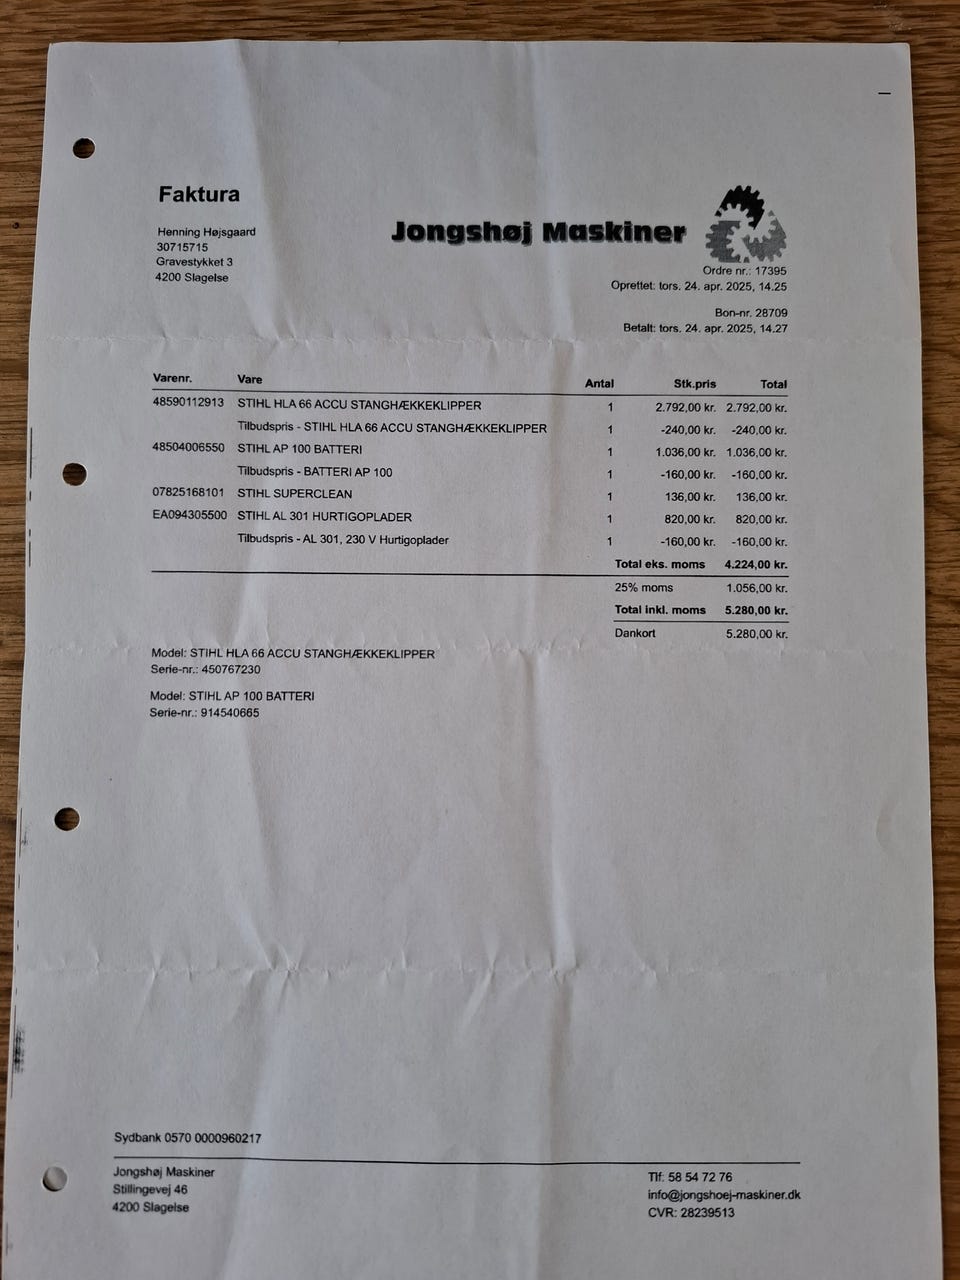 Faktura
Henning Højsgaard
30715715
Gravestykket 3
4200 Slagelse
Jongshøj Maskiner
Ordre nr.: 17395
Oprettet: tors. 24. apr. 2025, 14.25
Bon-nr. 28709
Betalt: tors. 24. apr. 2025, 14.27
Varenr. Vare Antal Stk.pris Total
48590112913 STIHL HLA 66 ACCU STANGHÆKKEKLIPPER 1 2.792,00 kr. 2.792,00 kr.
Tilbudspris - STIHL HLA 66 ACCU STANGHÆKKEKLIPPER 1 -240,00 kr. -240,00 kr.
48504006550 STIHL AP 100 BATTERI 1 1.036,00 kr. 1.036,00 kr.
Tilbudspris - BATTERI AP 100 1 -160,00 kr. -160,00 kr.
07825168101 STIHL SUPERCLEAN 1 136,00 kr. 136,00 kr.
EA094305500 STIHL AL 301 HURTIGOPLADER 1 820,00 kr. 820,00 kr.
Tilbudspris - AL 301, 230 V Hurtigoplader 1 -160,00 kr. -160,00 kr.
Total eks. moms 4.224,00 kr.
25% moms 1.056,00 kr.
Total inkl. moms 5.280,00 kr.
Dankort 5.280,00 kr.
Model: STIHL HLA 66 ACCU STANGHÆKKEKLIPPER
Serie-nr.: 450767230
Model: STIHL AP 100 BATTERI
Serie-nr.: 914540665
Sydbank 0570 0000960217
Jongshøj Maskiner
Stillingevej 46
4200 Slagelse
Tlf: 58 54 72 76
info@jongshoej-maskiner.dk
CVR: 28239513